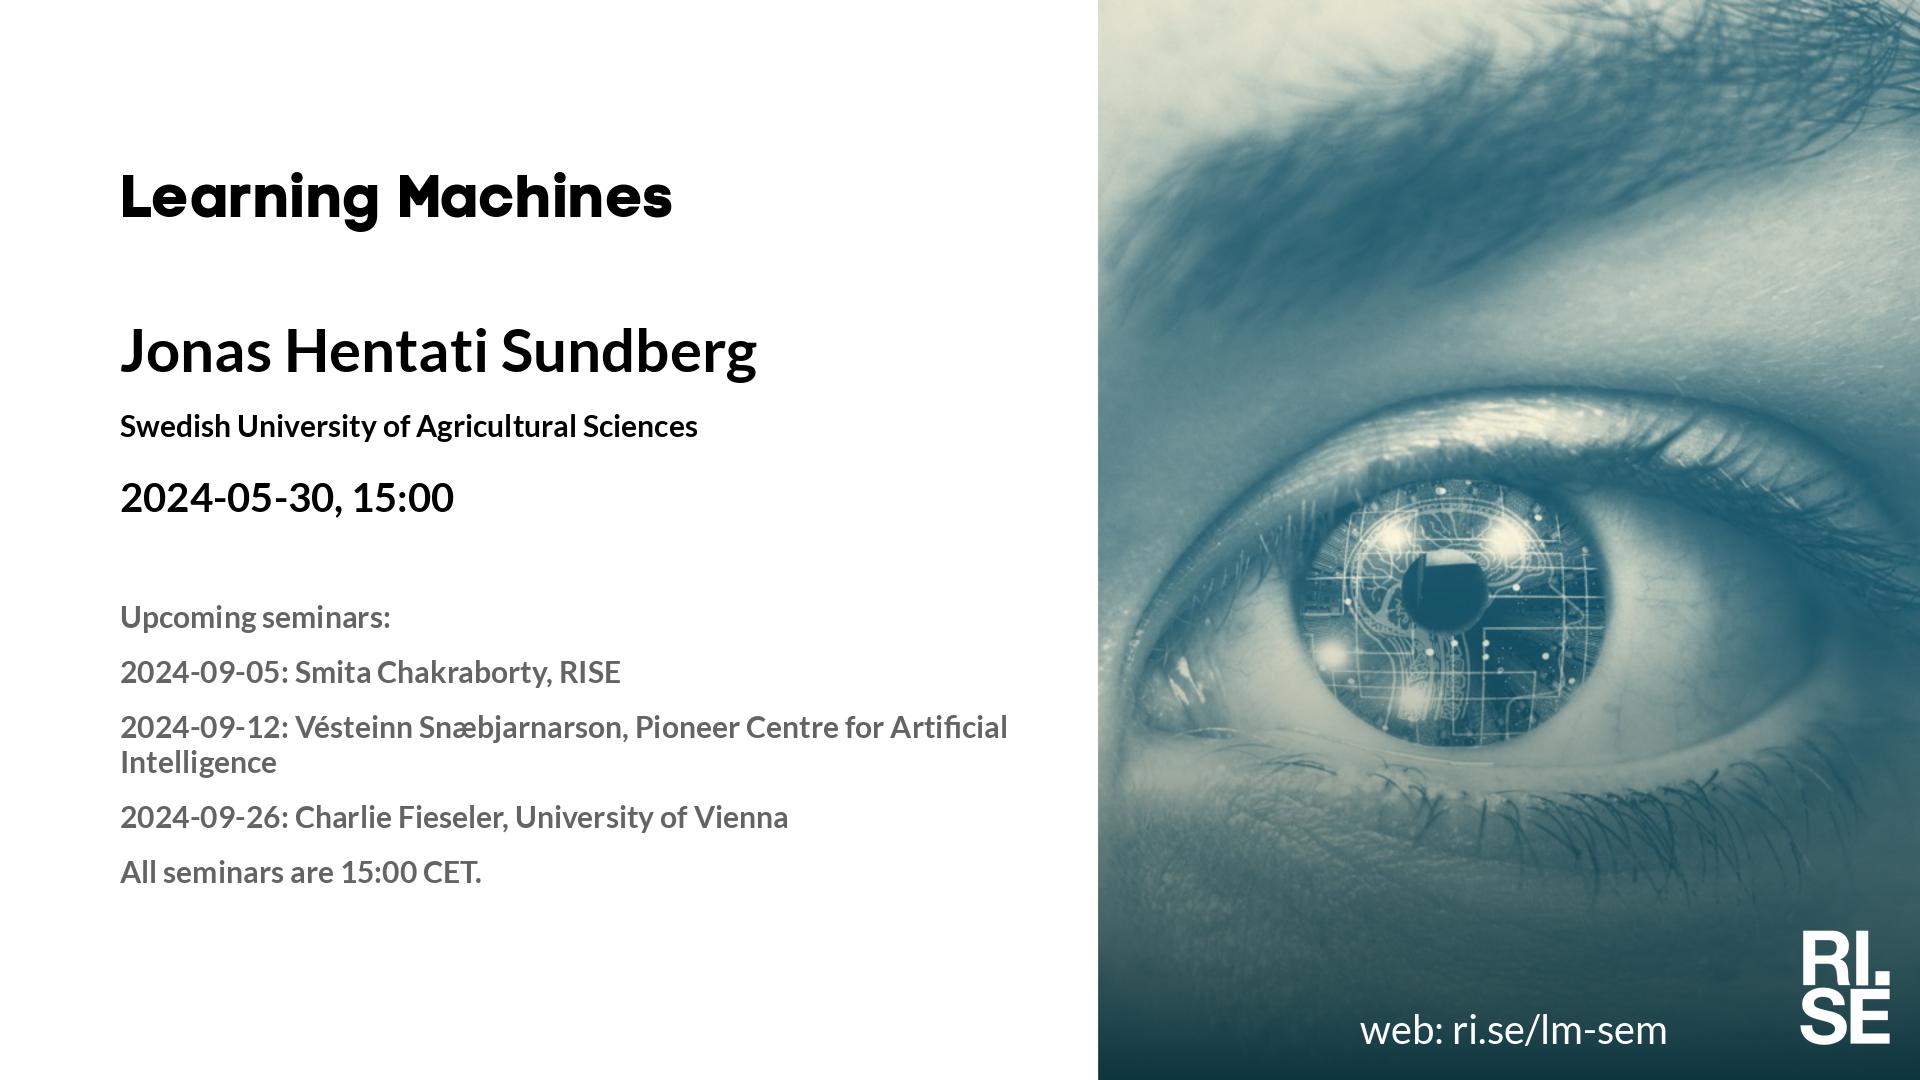 Learning Machines
Jonas Hentati Sundberg
Swedish University of Agricultural Sciences
2024-05-30, 15:00
Upcoming seminars:
2024-09-05: Smita Chakraborty, RISE
2024-09-12: Vésteinn Snæbjarnarson, Pioneer Centre for Artificial
Intelligence
2024-09-26: Charlie Fieseler, University of Vienna
All seminars are 15:00 CET.
web: ri.se/lm-sem
RI.
SE